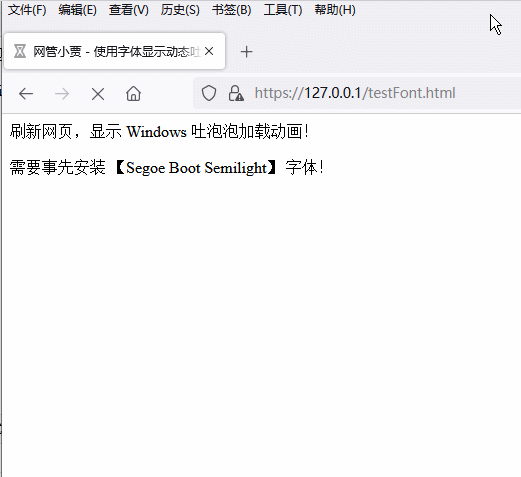 文件(F) 编辑(E) 查看(V) 历史(S) 书签(B) 工具(T) 帮助(H)
网管小贾 - 使用字体显示动态吐
https://127.0.0.1/testFont.html
刷新网页，显示 Windows 吐泡泡加载动画！
需要事先安装【Segoe Boot Semilight】字体！